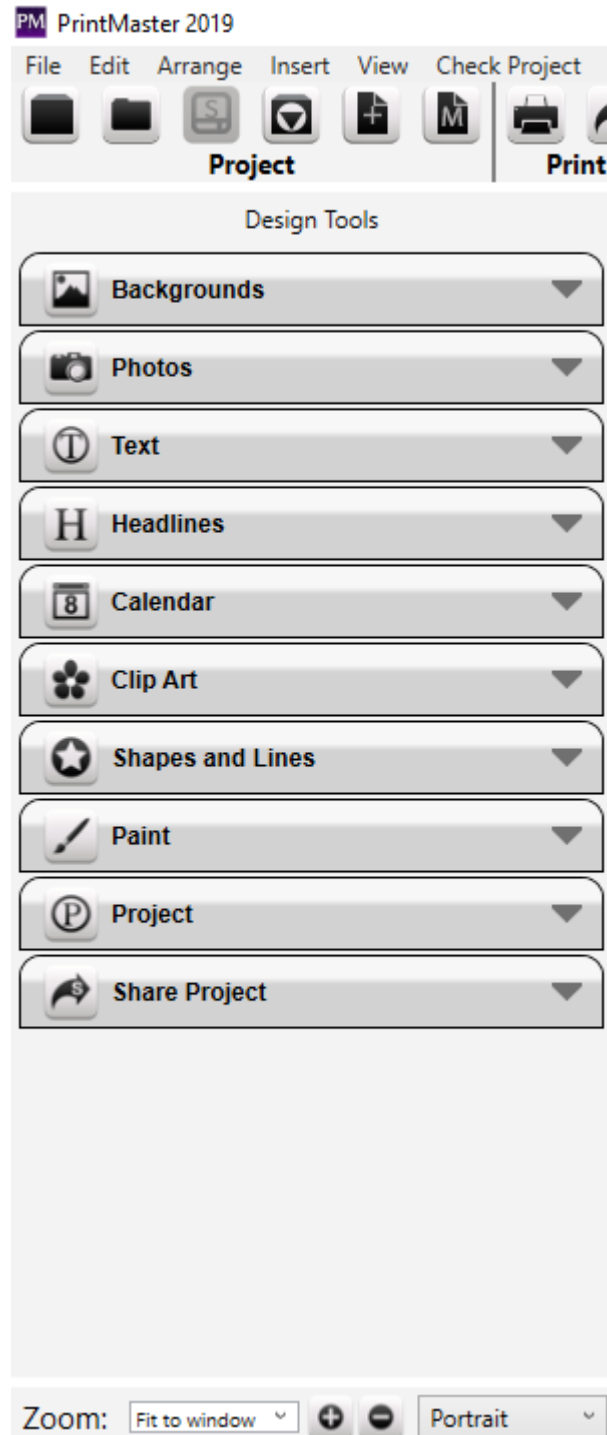 PM PrintMaster 2019
File Edit Arrange Insert View Check Project
S M
Project Print
Design Tools
Backgrounds
Photos
T Text
H Headlines
8 Calendar
Clip Art
Shapes and Lines
Paint
P Project
S Share Project
Zoom: Fit to window Portrait